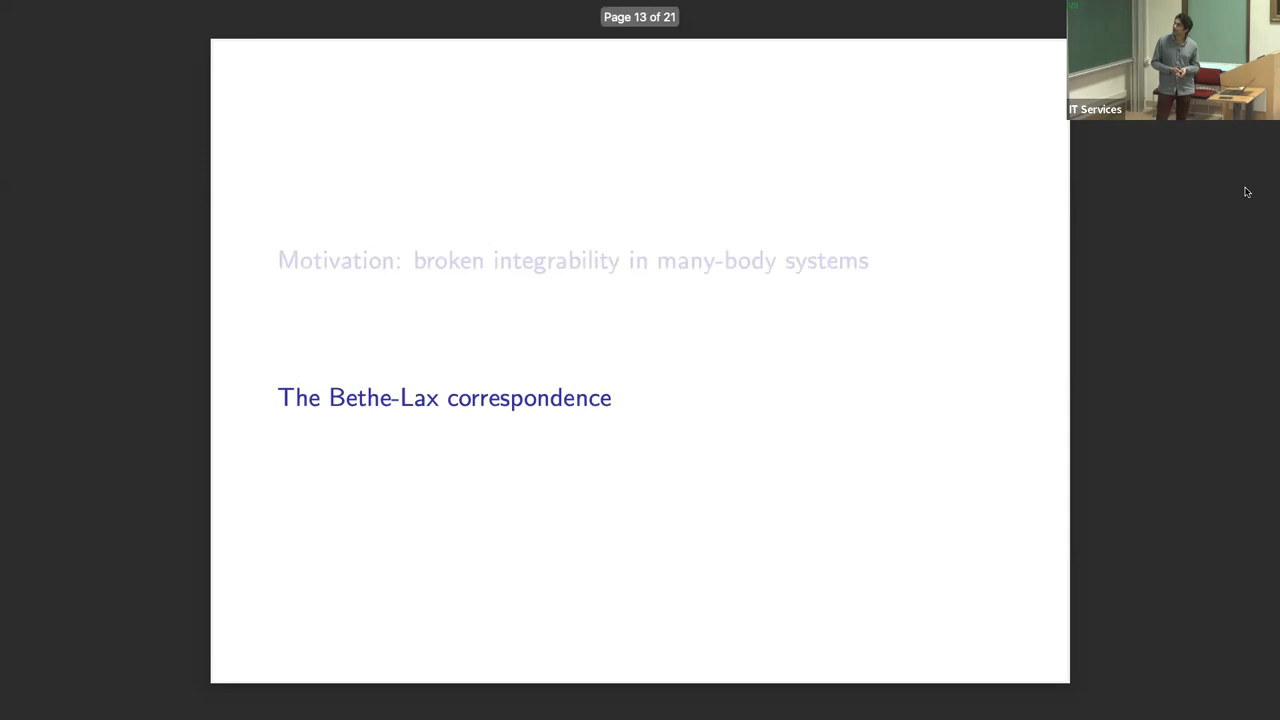 Page 13 of 21
IT Services
Motivation: broken integrability in many-body systems
The Bethe-Lax correspondence